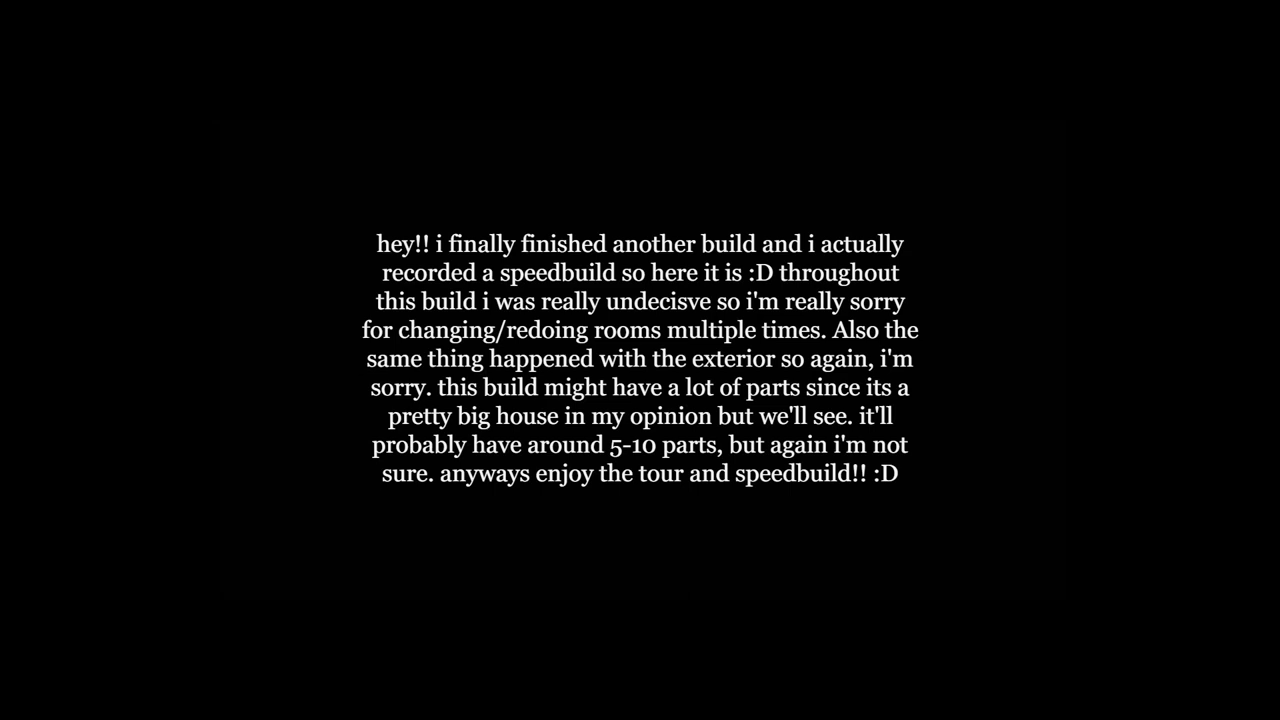 hey!! i finally finished another build and i actually
recorded a speedbuild so here it is :D throughout
this build i was really undecisve so i'm really sorry
for changing/redoing rooms multiple times. Also the
same thing happened with the exterior so again, i'm
sorry. this build might have a lot of parts since its a
pretty big house in my opinion but we'll see. it'll
probably have around 5-10 parts, but again i'm not
sure. anyways enjoy the tour and speedbuild!! :D